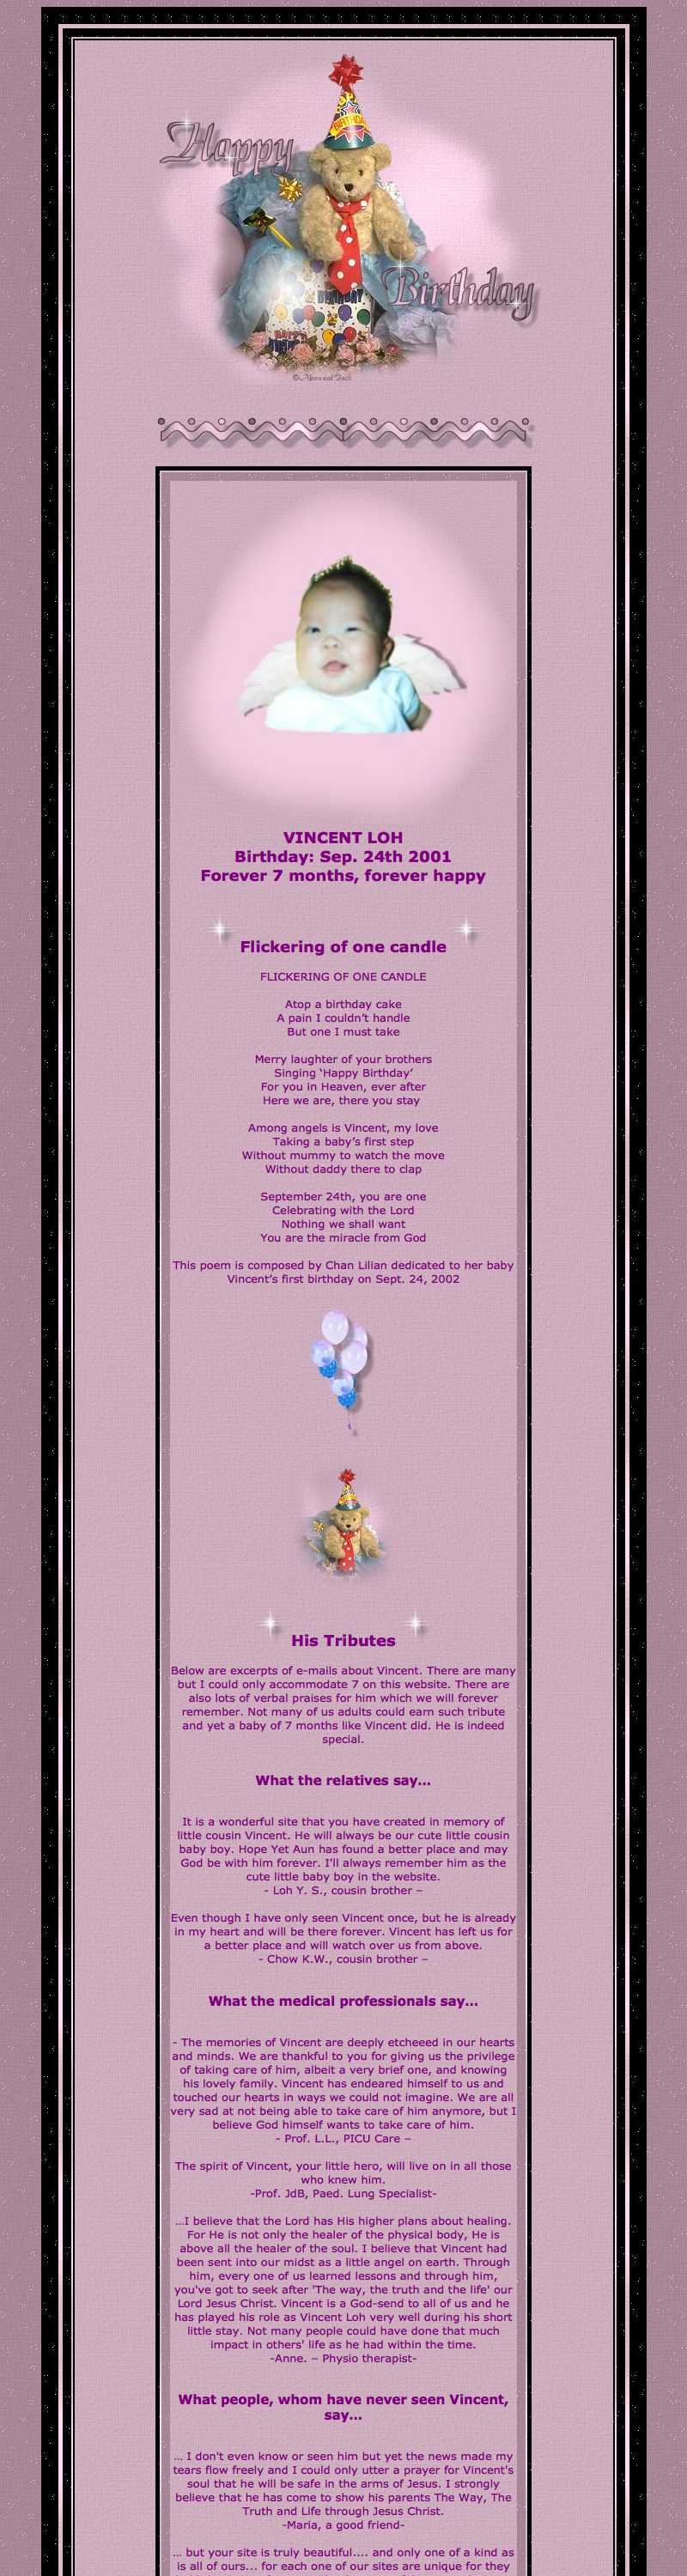 Happy
BIRTHDAY
Birthday
BIRTHDAY
VINCENT LOH
Birthday: Sep. 24th 2001
Forever 7 months, forever happy
Flickering of one candle
FLICKERING OF ONE CANDLE
Atop a birthday cake
A pain I couldn’t handle
But one I must take
Merry laughter of your brothers
Singing ‘Happy Birthday’
For you in Heaven, ever after
Here we are, there you stay
Among angels is Vincent, my love
Taking a baby’s first step
Without mummy to watch the move
Without daddy there to clap
September 24th, you are one
Celebrating with the Lord
Nothing we shall want
You are the miracle from God
This poem is composed by Chan Lilian dedicated to her baby
Vincent’s first birthday on Sept. 24, 2002
His Tributes
Below are excerpts of e-mails about Vincent. There are many
but I could only accommodate 7 on this website. There are
also lots of verbal praises for him which we will forever
remember. Not many of us adults could earn such tribute
and yet a baby of 7 months like Vincent did. He is indeed
special.
What the relatives say...
It is a wonderful site that you have created in memory of
little cousin Vincent. He will always be our cute little cousin
baby boy. Hope Yet Aun has found a better place and may
God be with him forever. I'll always remember him as the
cute little baby boy in the website.
- Loh Y. S., cousin brother –
Even though I have only seen Vincent once, but he is already
in my heart and will be there forever. Vincent has left us for
a better place and will watch over us from above.
- Chow K.W., cousin brother –
What the medical professionals say...
- The memories of Vincent are deeply etcheeed in our hearts
and minds. We are thankful to you for giving us the privilege
of taking care of him, albeit a very brief one, and knowing
his lovely family. Vincent has endeared himself to us and
touched our hearts in ways we could not imagine. We are all
very sad at not being able to take care of him anymore, but I
believe God himself wants to take care of him.
- Prof. L.L., PICU Care –
The spirit of Vincent, your little hero, will live on in all those
who knew him.
-Prof. JdB, Paed. Lung Specialist-
...I believe that the Lord has His higher plans about healing.
For He is not only the healer of the physical body, He is
above all the healer of the soul. I believe that Vincent had
been sent into our midst as a little angel on earth. Through
him, every one of us learned lessons and through him,
you've got to seek after 'The way, the truth and the life' our
Lord Jesus Christ. Vincent is a God-send to all of us and he
has played his role as Vincent Loh very well during his short
little stay. Not many people could have done that much
impact in others' life as he had within the time.
-Anne. – Physio therapist-
What people, whom have never seen Vincent,
say...
... I don't even know or seen him but yet the news made my
tears flow freely and I could only utter a prayer for Vincent's
soul that he will be safe in the arms of Jesus. I strongly
believe that he has come to show his parents The Way, The
Truth and Life through Jesus Christ.
-Maria, a good friend-
... but your site is truly beautiful.... and only one of a kind as
is all of ours... for each one of our sites are unique for they